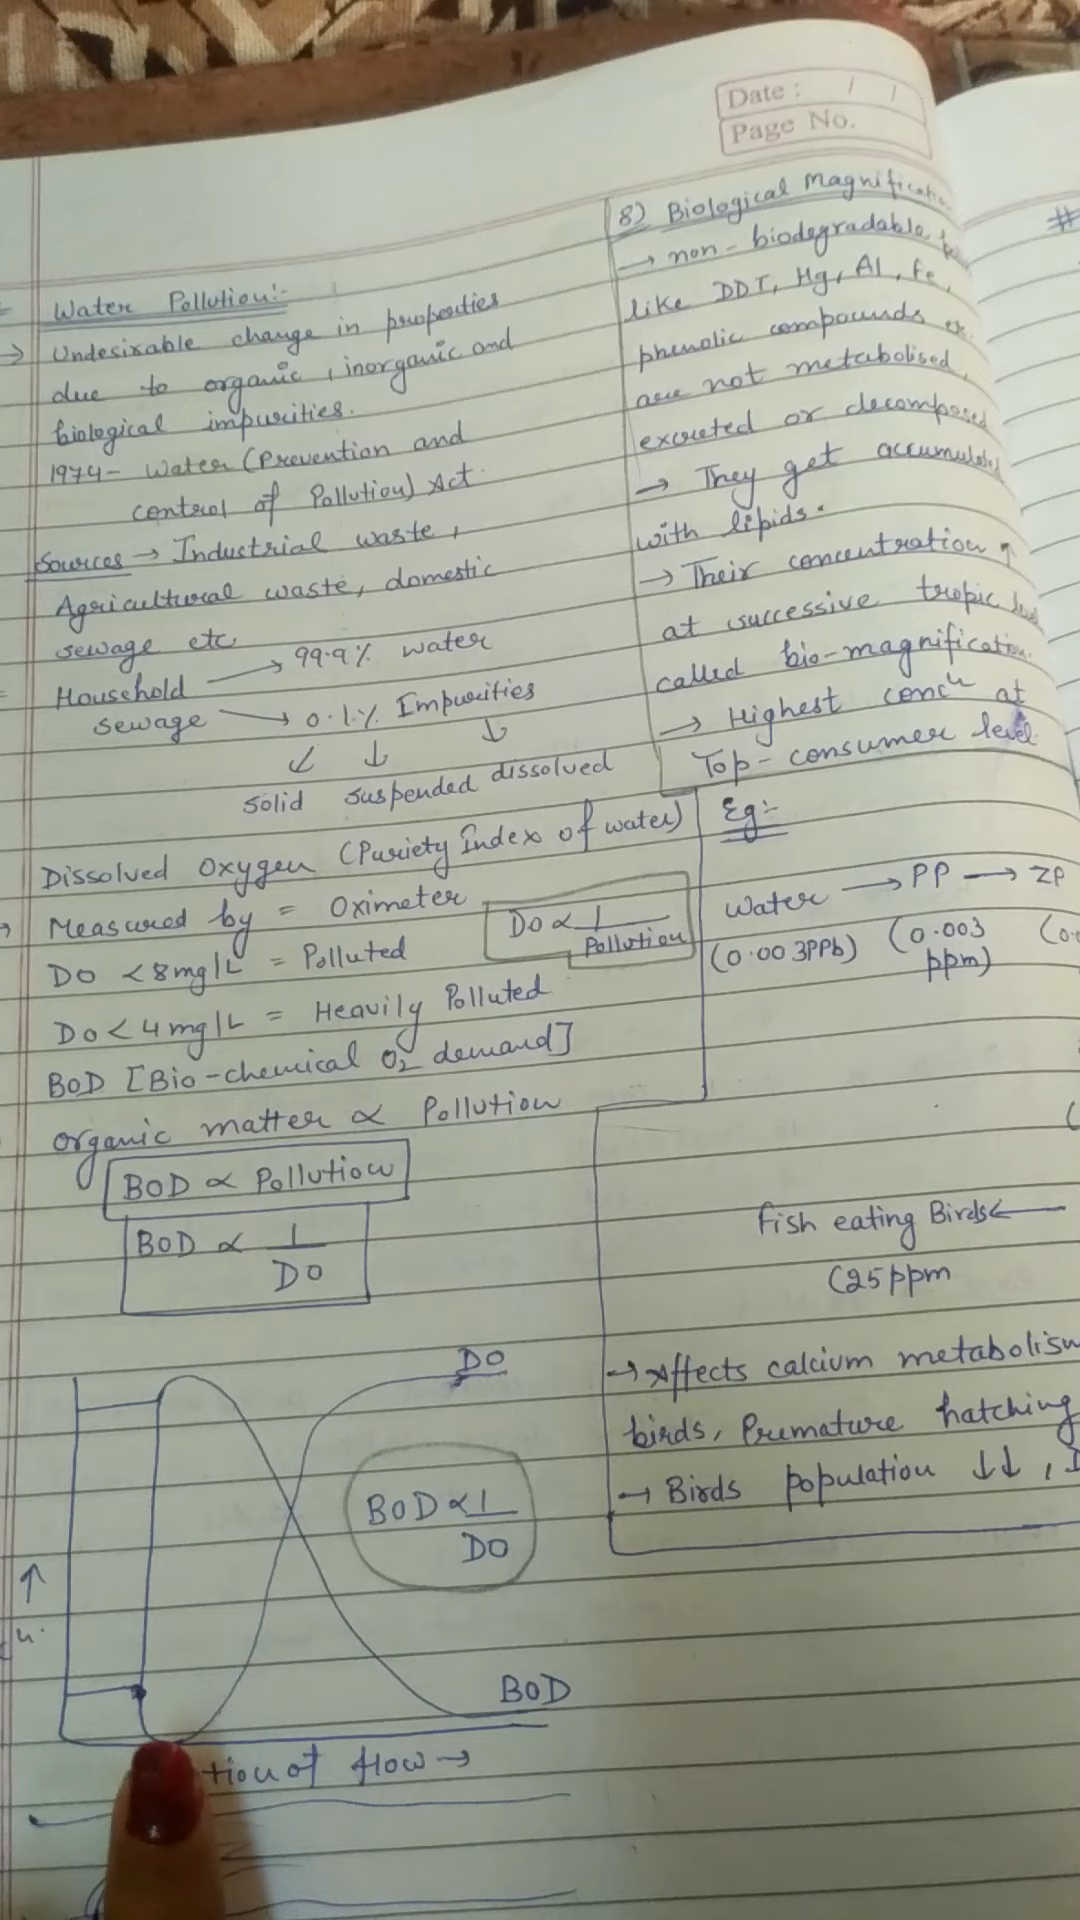 Date : / /
Page No.
Water Pollution:-
→ Undesirable change in properties
due to organic, inorganic and
biological impurities.
1974- Water (Prevention and
control of Pollution) Act.
Sources → Industrial waste,
Agricultural waste, domestic
sewage etc
Household → 99.9% water
sewage → 0.1% Impurities
↓ ↓ ↓
solid suspended dissolved
Dissolved Oxygen (Puriety Index of water)
→ Measured by = Oximeter
DO ∝ 1/Pollution
DO < 8mg/L = Polluted
DO < 4mg/L = Heavily Polluted
BOD [Bio-chemical O2 demand]
organic matter ∝ Pollution
BOD ∝ Pollution
BOD ∝ 1/DO
DO
BOD ∝ 1/DO
↑
BOD
tion of flow →
8) Biological Magnification
→ non-biodegradable
like DDT, Hg, Al, Fe,
phenolic compounds
are not metabolised,
excreted or decomposed
→ They get accumulated
with lipids.
→ Their concentration ↑
at successive tropic
called bio-magnification.
→ Highest concn at
Top-consumer level.
Eg:-
Water → PP → ZP
(0.003PPb) (0.003 ppm)
fish eating Birds ←
(25ppm
→ Affects calcium metabolism
birds, Premature hatching
→ Birds population ↓↓,
#